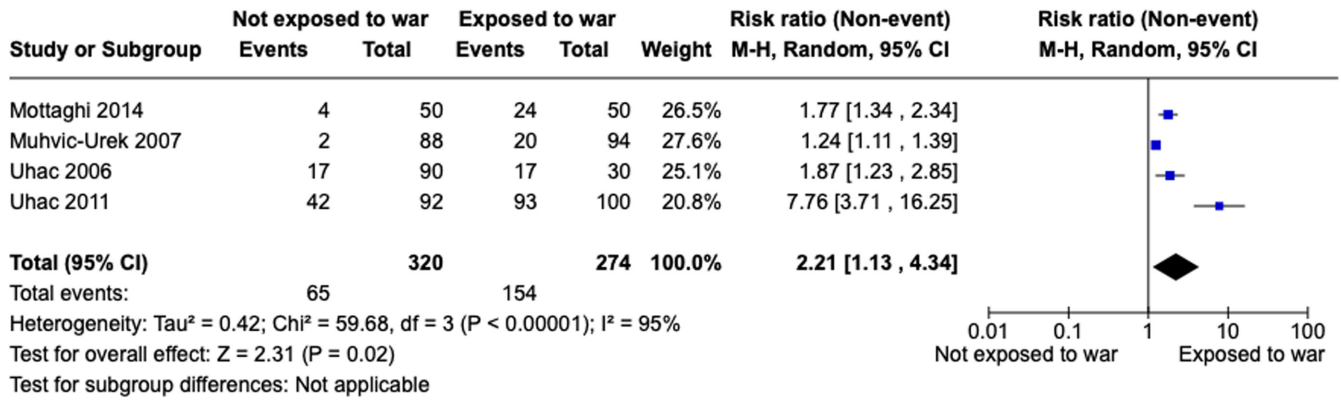 Not exposed to war Exposed to war Risk ratio (Non-event) Risk ratio (Non-event)
Study or Subgroup Events Total Events Total Weight M-H, Random, 95% CI M-H, Random, 95% CI
Mottaghi 2014 4 50 24 50 26.5% 1.77 [1.34 , 2.34]
Muhvic-Urek 2007 2 88 20 94 27.6% 1.24 [1.11 , 1.39]
Uhac 2006 17 90 17 30 25.1% 1.87 [1.23 , 2.85]
Uhac 2011 42 92 93 100 20.8% 7.76 [3.71 , 16.25]
Total (95% CI) 320 274 100.0% 2.21 [1.13 , 4.34]
Total events: 65 154
Heterogeneity: Tau² = 0.42; Chi² = 59.68, df = 3 (P < 0.00001); I² = 95%
Test for overall effect: Z = 2.31 (P = 0.02)
Test for subgroup differences: Not applicable
0.01 0.1 1 10 100
Not exposed to war Exposed to war